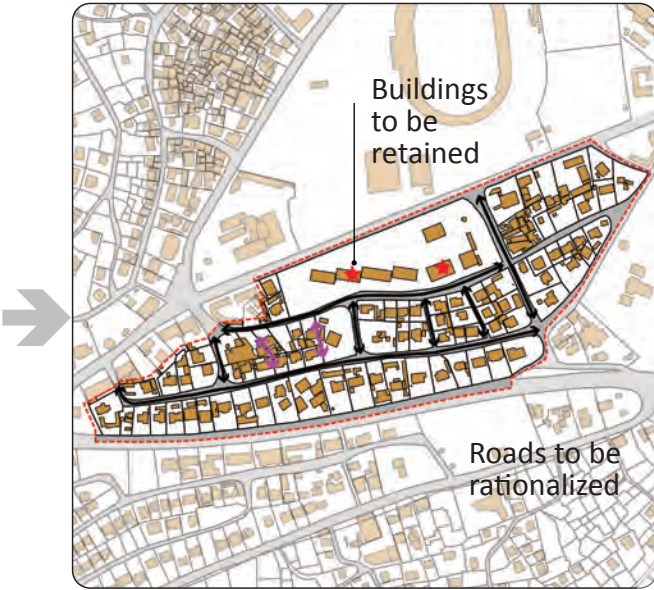 Buildings
to be
retained
Roads to be
rationalized